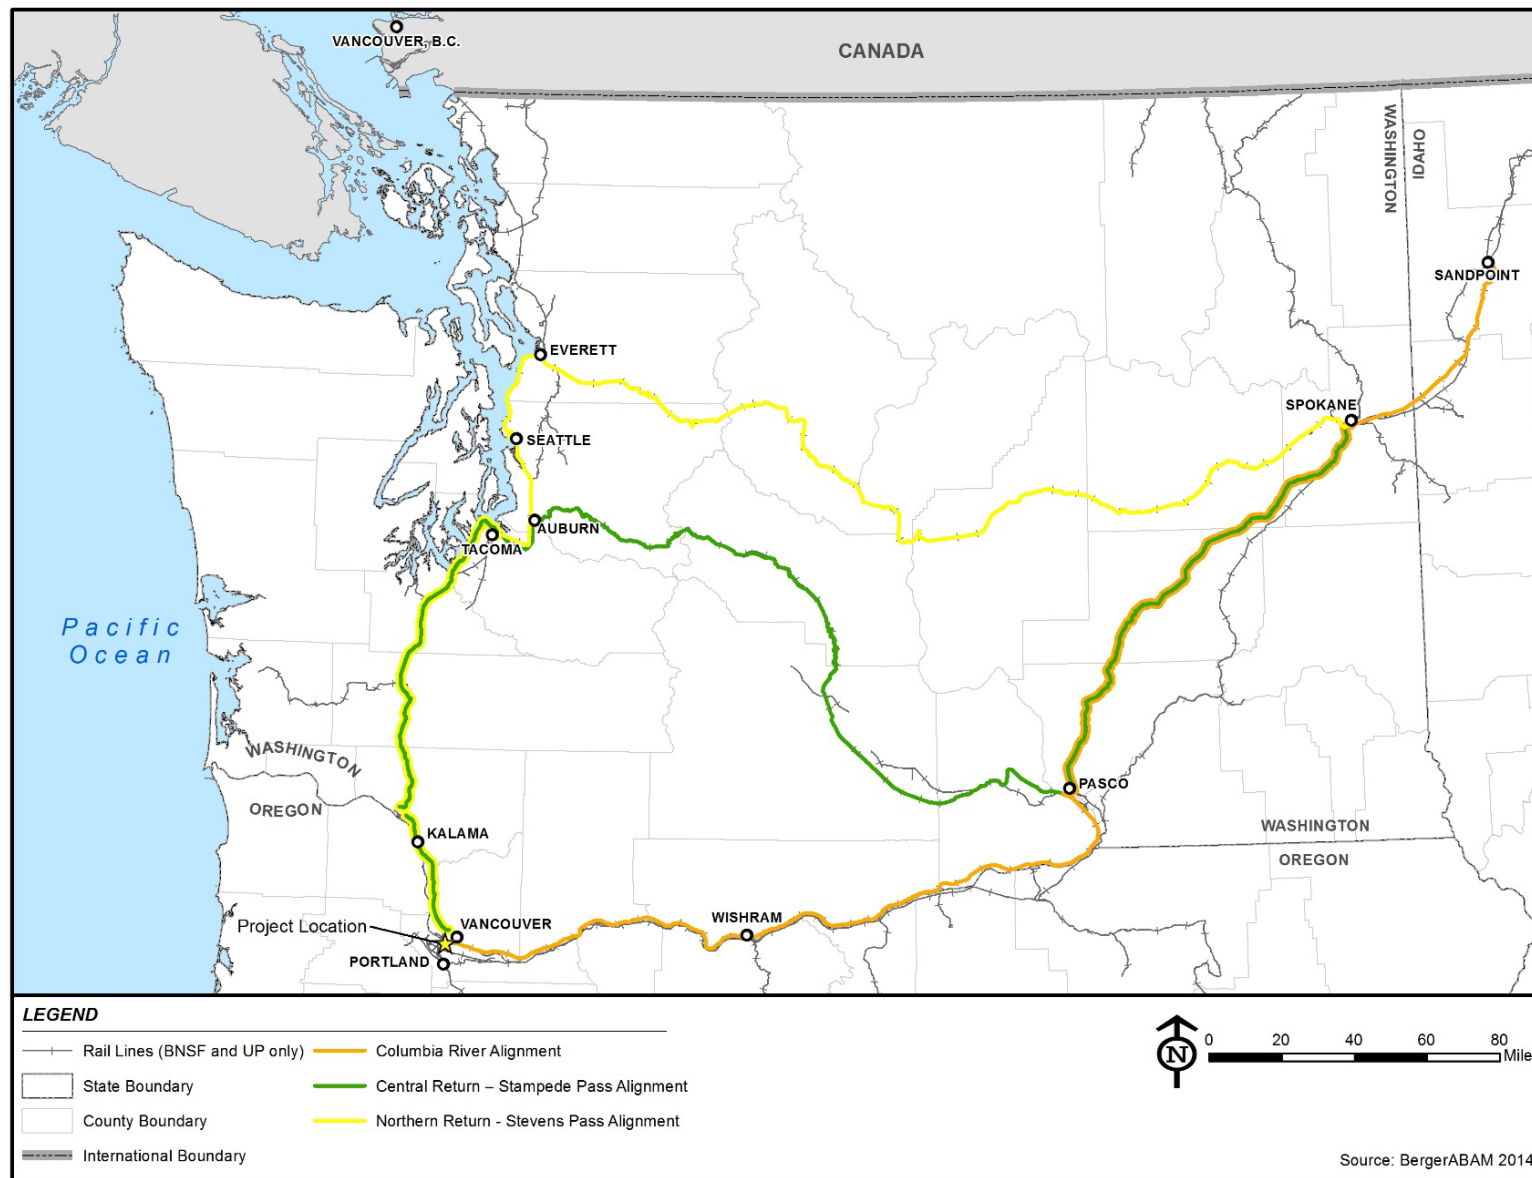 VANCOUVER, B.C.
CANADA
WASHINGTON
IDAHO
SANDPOINT
EVERETT
SPOKANE
SEATTLE
AUBURN
TACOMA
Pacific
Ocean
WASHINGTON
OREGON
PASCO
KALAMA
WASHINGTON
OREGON
Project Location
VANCOUVER
WISHRAM
PORTLAND
LEGEND
Rail Lines (BNSF and UP only)
State Boundary
County Boundary
International Boundary
Columbia River Alignment
Central Return – Stampede Pass Alignment
Northern Return - Stevens Pass Alignment
N
0 20 40 60 80
Mile
Source: BergerABAM 2014